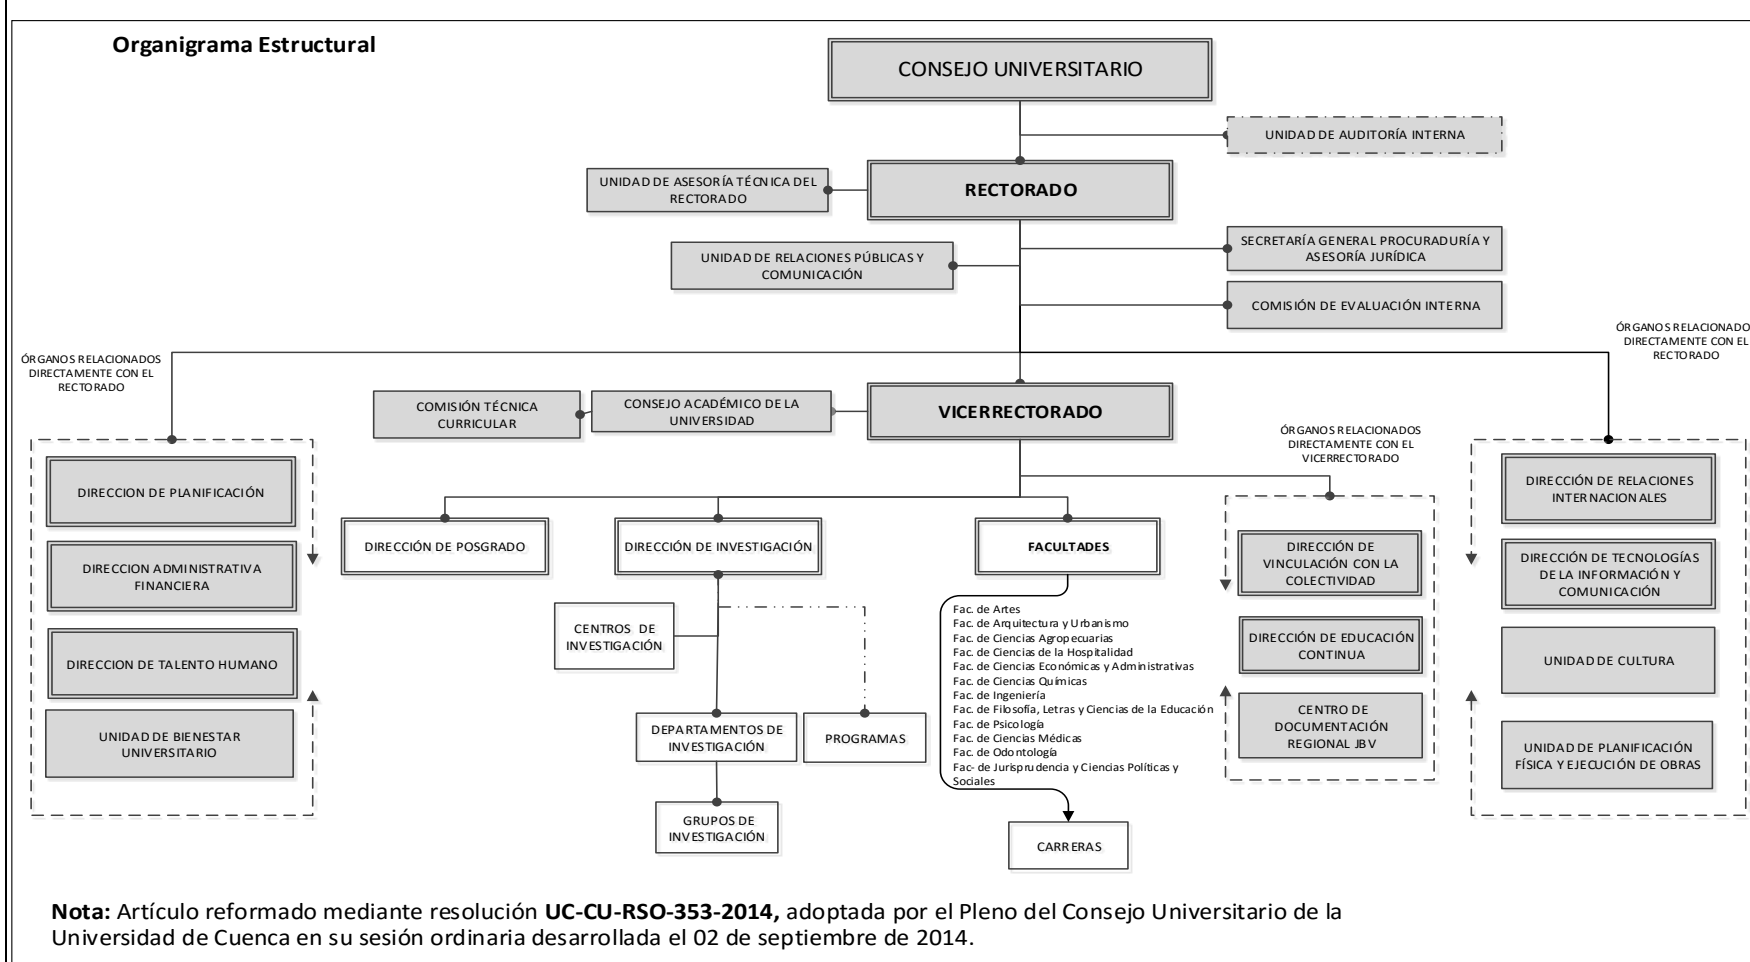 Organigrama Estructural
CONSEJO UNIVERSITARIO
UNIDAD DE AUDITORÍA INTERNA
UNIDAD DE ASESORÍA TÉCNICA DEL
RECTORADO
RECTORADO
SECRETARÍA GENERAL PROCURADURÍA Y
ASESORÍA JURÍDICA
UNIDAD DE RELACIONES PÚBLICAS Y
COMUNICACIÓN
COMISIÓN DE EVALUACIÓN INTERNA
ÓRGANOS RELACIONADOS
DIRECTAMENTE CON EL
RECTORADO
ÓRGANOS RELACIONADO
DIRECTAMENTE CON EL
RECTORADO
COMISIÓN TÉCNICA
CURRICULAR
CONSEJO ACADÉMICO DE LA
UNIVERSIDAD
VICERRECTORADO
ÓRGANOS RELACIONADOS
DIRECTAMENTE CON EL
VICERRECTORADO
DIRECCION DE PLANIFICACIÓN
DIRECCION ADMINISTRATIVA
FINANCIERA
DIRECCION DE TALENTO HUMANO
UNIDAD DE BIENESTAR
UNIVERSITARIO
DIRECCIÓN DE POSGRADO
DIRECCIÓN DE INVESTIGACIÓN
CENTROS DE
INVESTIGACIÓN
DEPARTAMENTOS DE
INVESTIGACIÓN
PROGRAMAS
GRUPOS DE
INVESTIGACIÓN
FACULTADES
Fac. de Artes
Fac. de Arquitectura y Urbanismo
Fac. de Ciencias Agropecuarias
Fac. de Ciencias de la Hospitalidad
Fac. de Ciencias Económicas y Administrativas
Fac. de Ciencias Químicas
Fac. de Ingeniería
Fac. de Filosofía, Letras y Ciencias de la Educación
Fac. de Psicología
Fac. de Ciencias Médicas
Fac. de Odontología
Fac- de Jurisprudencia y Ciencias Políticas y
Sociales
CARRERAS
DIRECCIÓN DE
VINCULACIÓN CON LA
COLECTIVIDAD
DIRECCIÓN DE EDUCACIÓN
CONTINUA
CENTRO DE
DOCUMENTACIÓN
REGIONAL JBV
DIRECCIÓN DE RELACIONES
INTERNACIONALES
DIRECCIÓN DE TECNOLOGÍAS
DE LA INFORMACIÓN Y
COMUNICACIÓN
UNIDAD DE CULTURA
UNIDAD DE PLANIFICACIÓN
FÍSICA Y EJECUCIÓN DE OBRAS
Nota: Artículo reformado mediante resolución UC-CU-RSO-353-2014, adoptada por el Pleno del Consejo Universitario de la
Universidad de Cuenca en su sesión ordinaria desarrollada el 02 de septiembre de 2014.